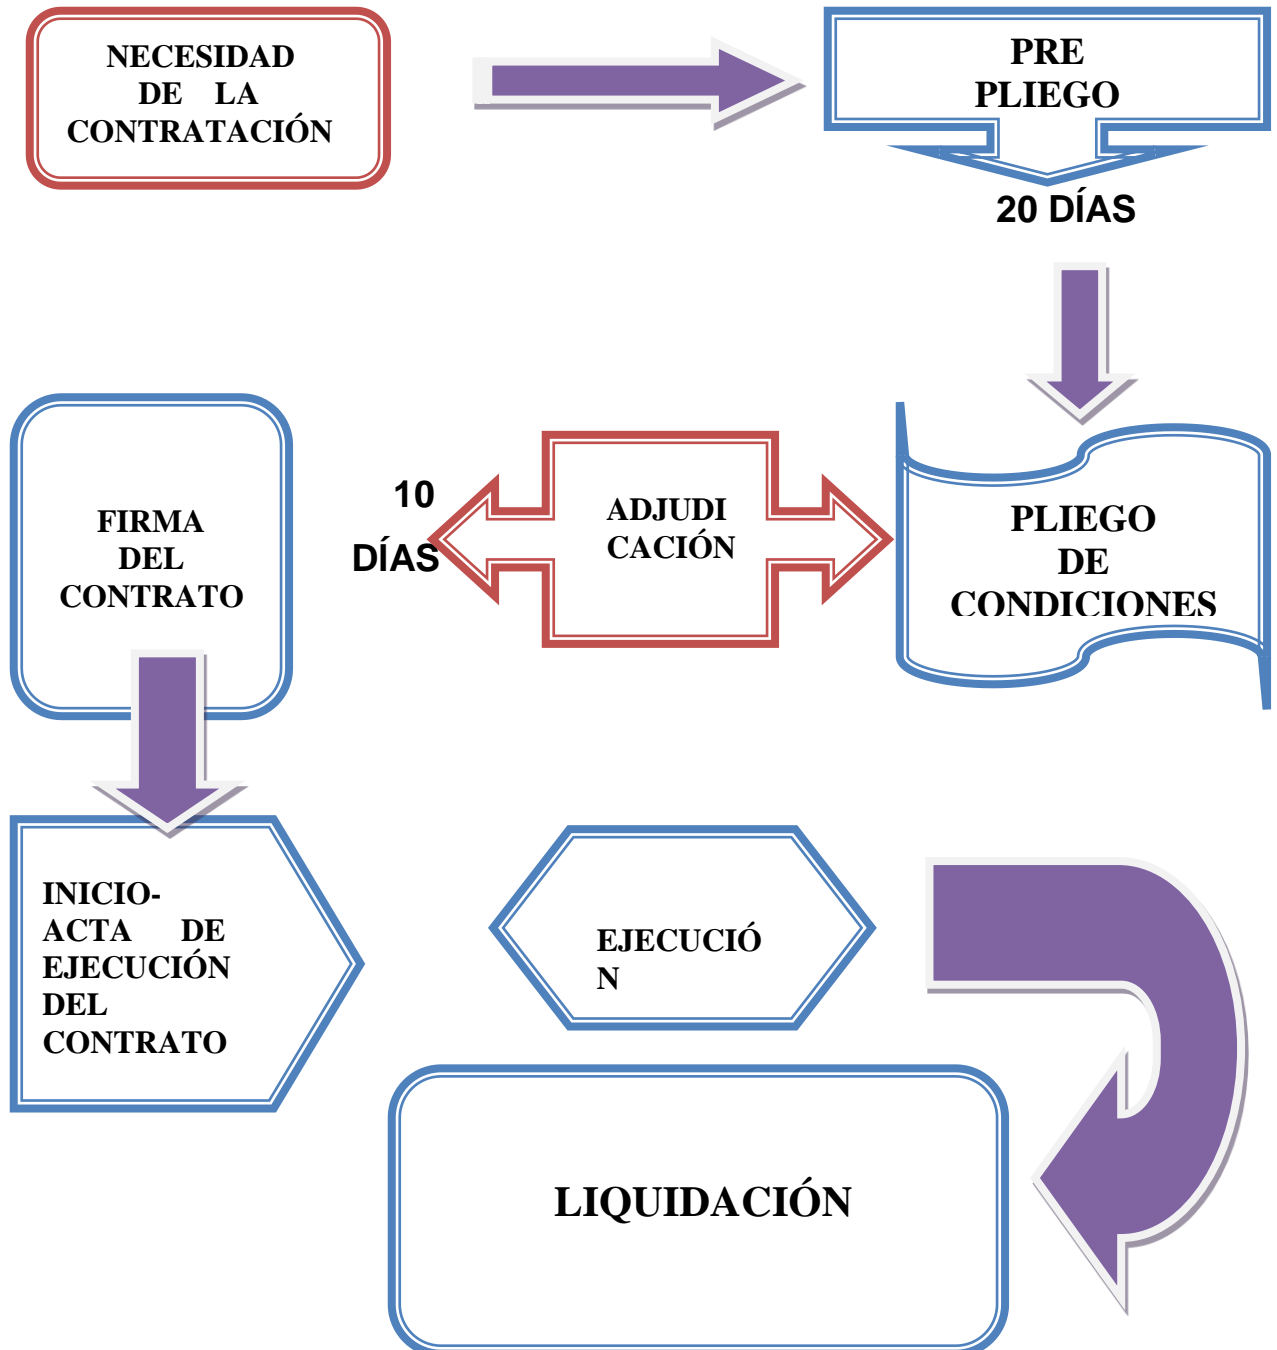 NECESIDAD
DE LA
CONTRATACIÓN
PRE
PLIEGO
20 DÍAS
PLIEGO
DE
CONDICIONES
ADJUDI
CACIÓN
10
DÍAS
FIRMA
DEL
CONTRATO
INICIO-
ACTA DE
EJECUCIÓN
DEL
CONTRATO
EJECUCIÓ
N
LIQUIDACIÓN